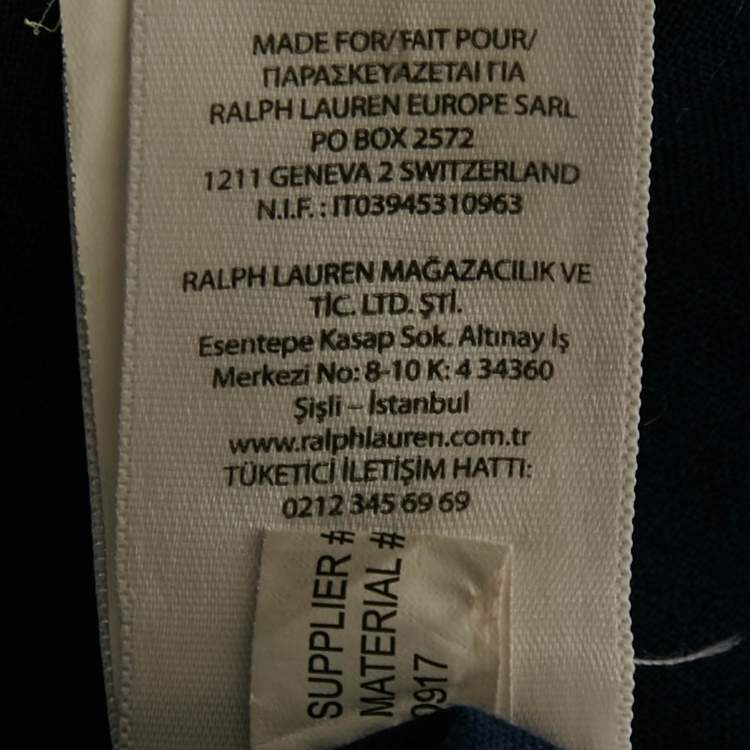 MADE FOR/FAIT POUR/
ΠΑΡΑΣΚΕΥΑΖΕΤΑΙ ΓΙΑ
RALPH LAUREN EUROPE SARL
PO BOX 2572
1211 GENEVA 2 SWITZERLAND
N.I.F. : IT03945310963
RALPH LAUREN MAĞAZACILIK VE
TİC. LTD. ŞTİ.
Esentepe Kasap Sok. Altınay İş
Merkezi No: 8-10 K: 4 34360
Şişli – İstanbul
www.ralphlauren.com.tr
TÜKETİCİ İLETİŞİM HATTI:
0212 345 69 69
SUPPLIER #
MATERIAL #
0917